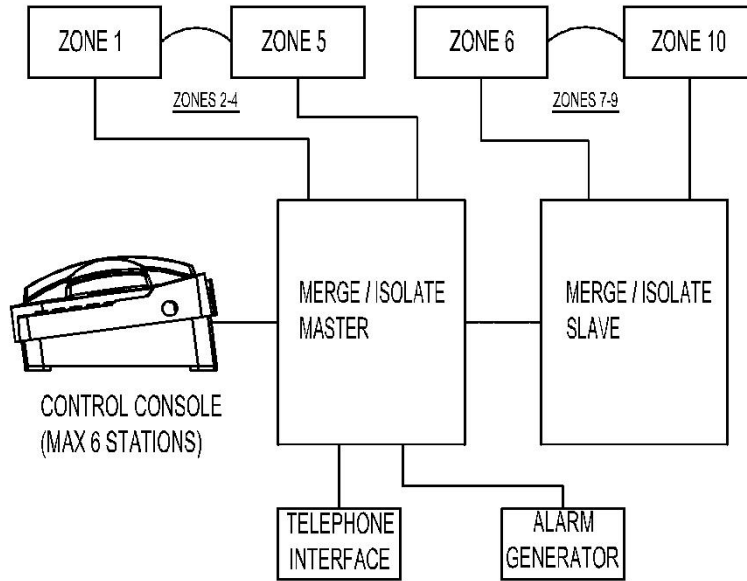 ZONE 1
ZONE 5
ZONE 6
ZONE 10
ZONES 2-4
ZONES 7-9
MERGE / ISOLATE
MASTER
MERGE / ISOLATE
SLAVE
CONTROL CONSOLE
(MAX 6 STATIONS)
TELEPHONE
INTERFACE
ALARM
GENERATOR